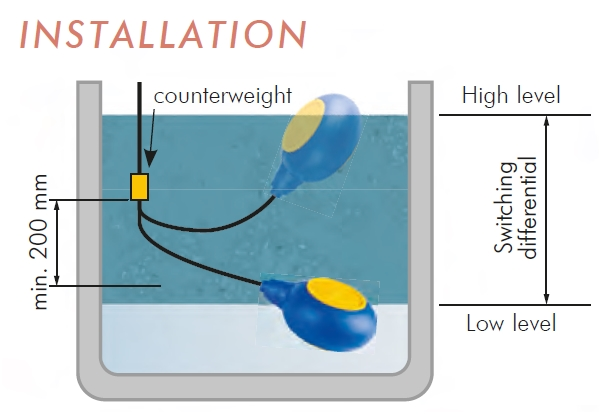 INSTALLATION
counterweight
High level
min. 200 mm
Switching
differential
Low level